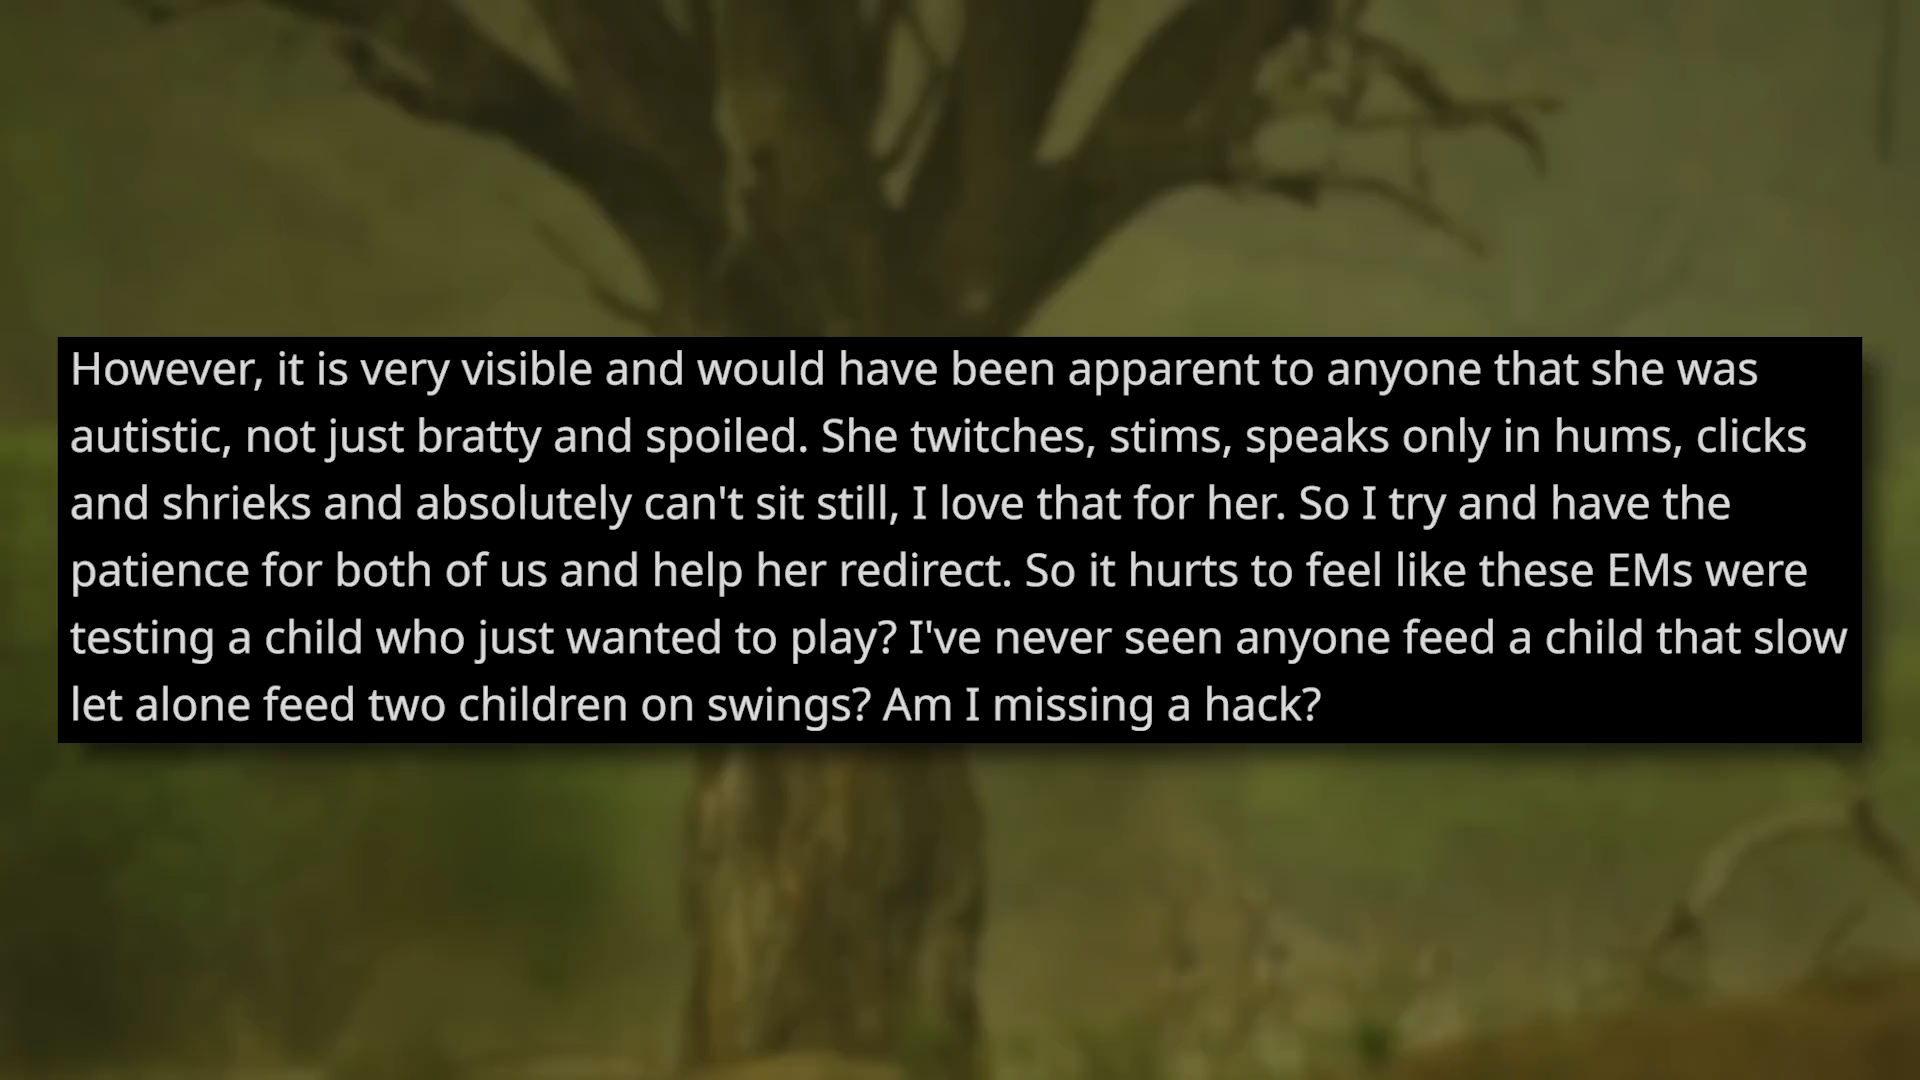 However, it is very visible and would have been apparent to anyone that she was
autistic, not just bratty and spoiled. She twitches, stims, speaks only in hums, clicks
and shrieks and absolutely can't sit still, I love that for her. So I try and have the
patience for both of us and help her redirect. So it hurts to feel like these EMs were
testing a child who just wanted to play? I've never seen anyone feed a child that slow
let alone feed two children on swings? Am I missing a hack?